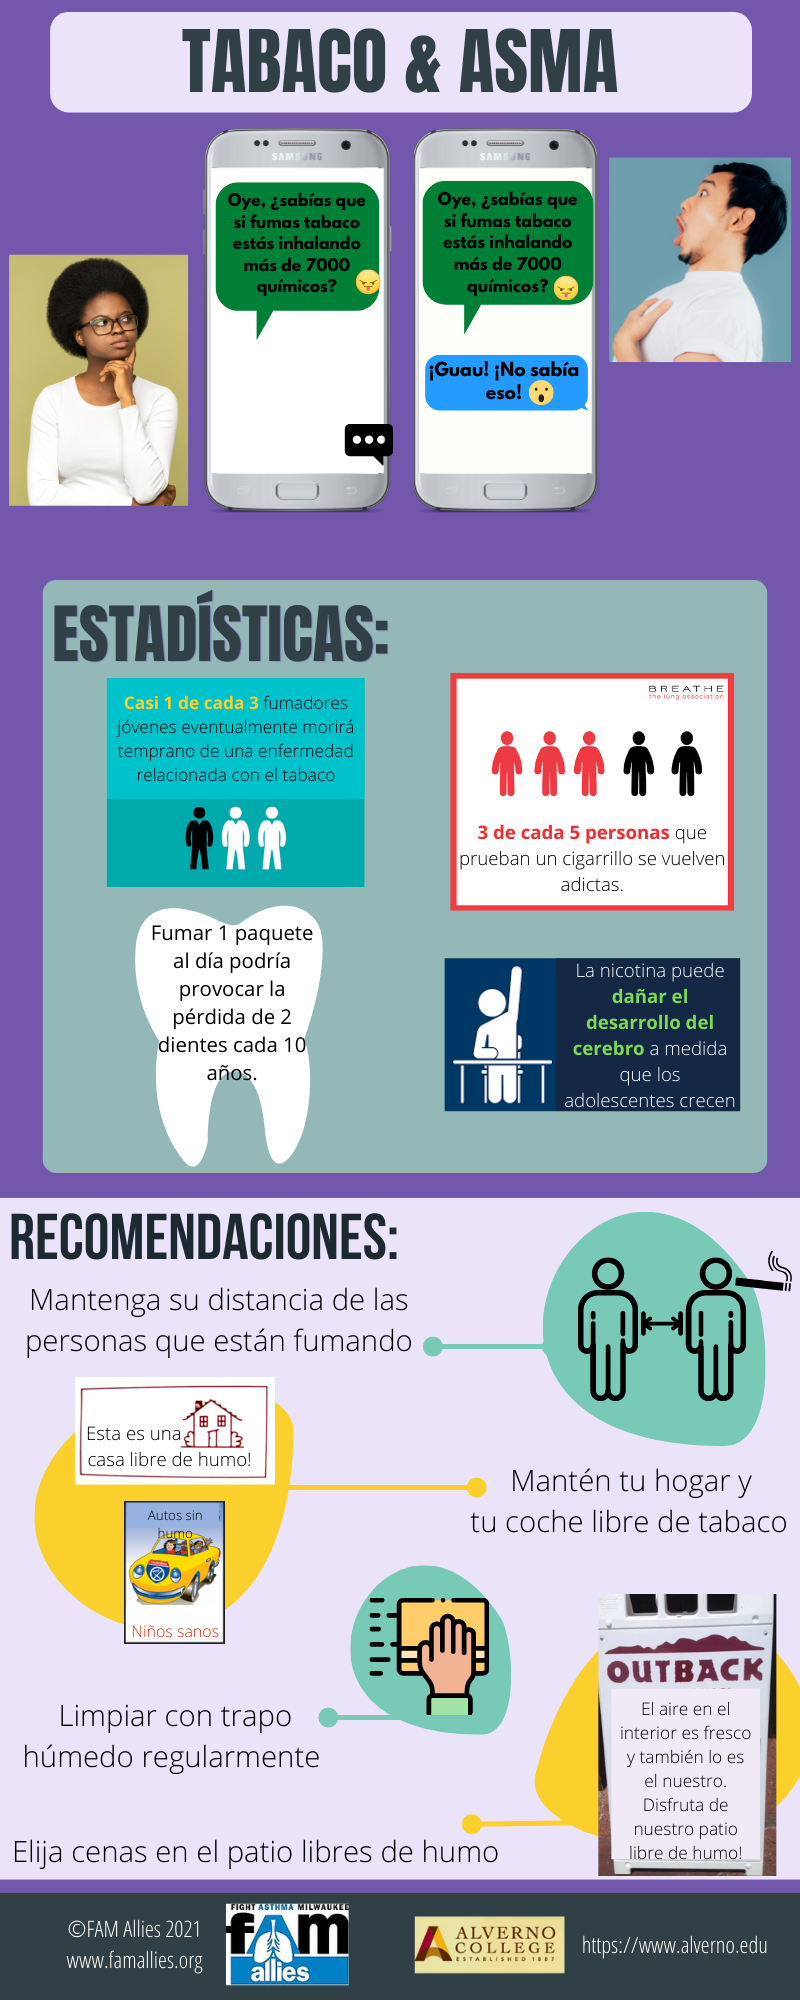 TABACO & ASMA
SAMSUNG
Oye, ¿sabías que
si fumas tabaco
estás inhalando
más de 7000
químicos?
SAMSUNG
Oye, ¿sabías que
si fumas tabaco
estás inhalando
más de 7000
químicos?
¡Guau! ¡No sabía
eso!
ESTADÍSTICAS:
Casi 1 de cada 3 fumadores
jóvenes eventualmente morirá
temprano de una enfermedad
relacionada con el tabaco
BREATHE
the lung association
3 de cada 5 personas que
prueban un cigarrillo se vuelven
adictas.
Fumar 1 paquete
al día podría
provocar la
pérdida de 2
dientes cada 10
años.
La nicotina puede
dañar el
desarrollo del
cerebro a medida
que los
adolescentes crecen
RECOMENDACIONES:
Mantenga su distancia de las
personas que están fumando
Esta es una
casa libre de humo!
Autos sin
humo
Niños sanos
Mantén tu hogar y
tu coche libre de tabaco
Limpiar con trapo
húmedo regularmente
OUTBACK
El aire en el
interior es fresco
y también lo es
el nuestro.
Disfruta de
nuestro patio
libre de humo!
Elija cenas en el patio libres de humo
©FAM Allies 2021
www.famallies.org
FIGHT ASTHMA MILWAUKEE
fAm
allies
ALVERNO
COLLEGE
ESTABLISHED 1887
https://www.alverno.edu